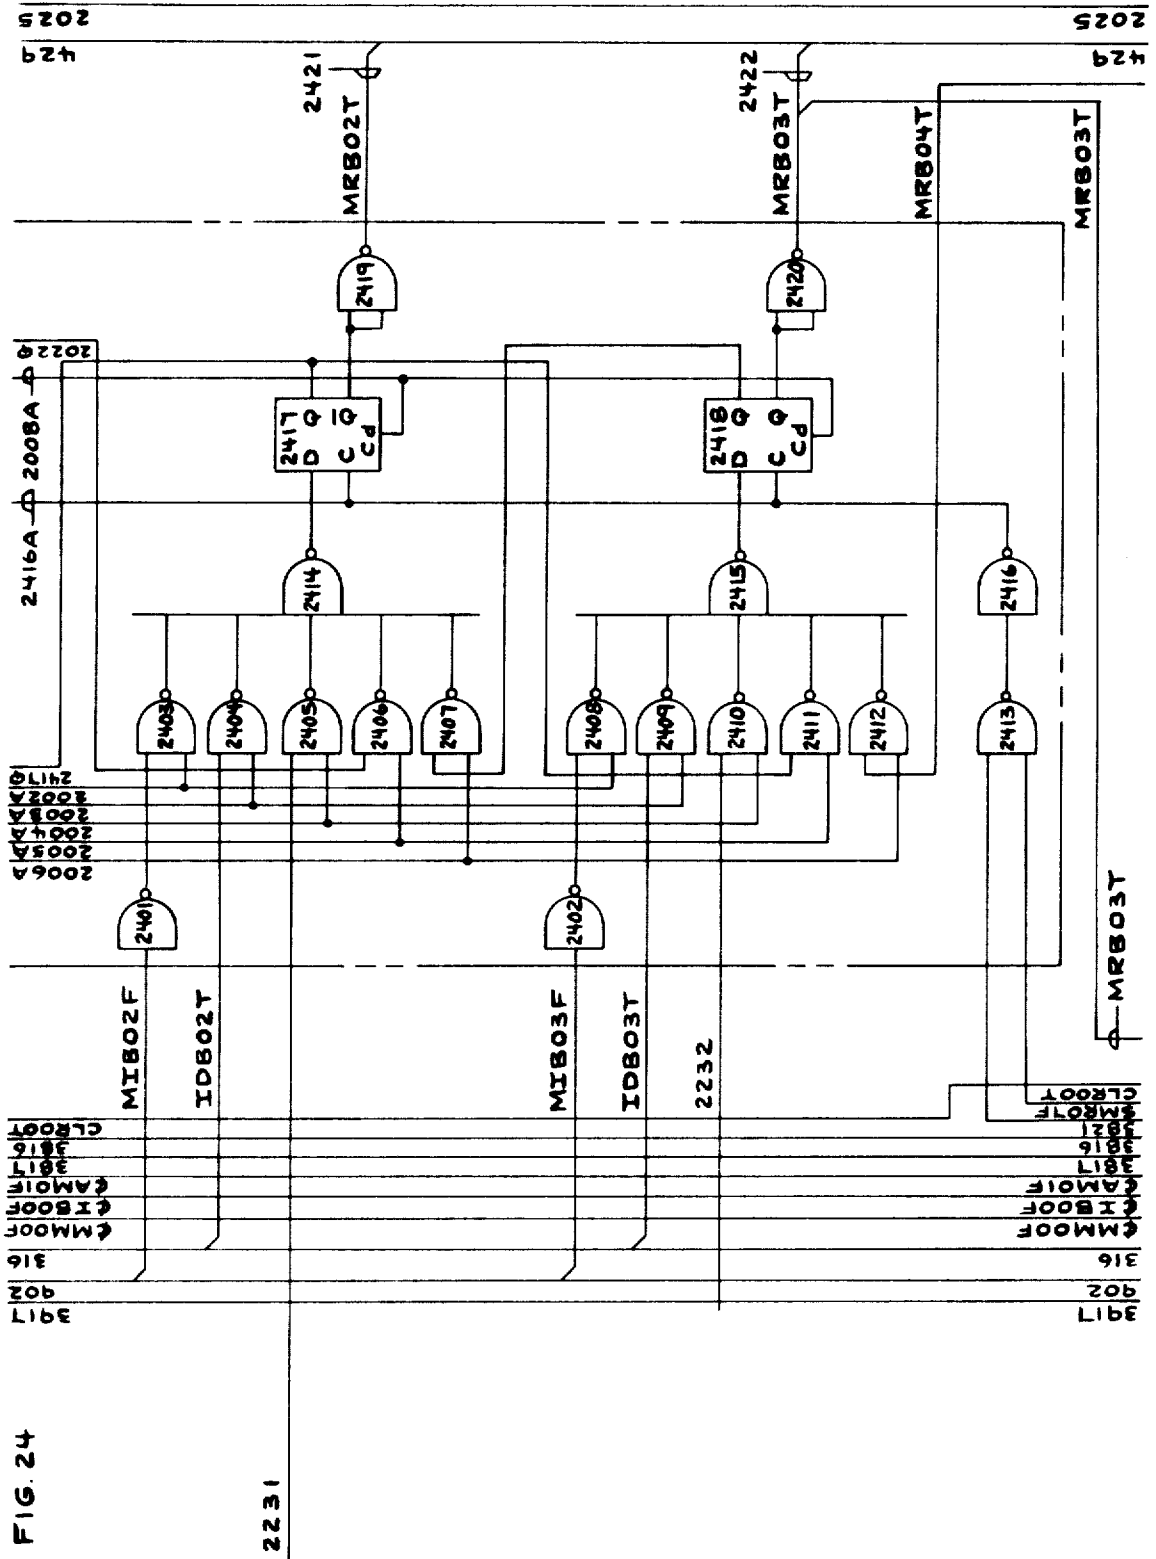 2025
2025
429
429
2421
2422
MRB02T
MRB03T
MRB04T
MRB03T
2419
2420
2022Q
2008A
2416A
2417
D
Q
C
Q
Cd
2418
D
Q
C
Q
Cd
2414
2415
2416
2403
2404
2405
2406
2407
2408
2409
2410
2411
2412
2413
2417Q
2002A
2003A
2004A
2005A
2006A
2401
2402
MRB03T
MIB02F
IDB02T
MIB03F
IDB03T
2232
CLR00T
3816
3817
¢AM01F
¢IB00F
¢MM00F
316
902
3917
CLR00T
SMR01F
3821
3816
3817
¢AM01F
¢IB00F
¢MM00F
316
902
3917
FIG. 24
2231